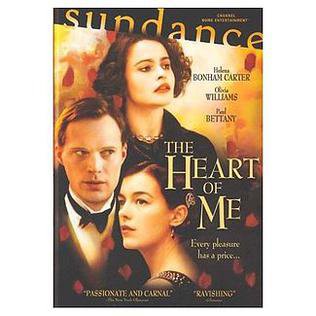 sundance
CHANNEL
HOME ENTERTAINMENT
Helena
BONHAM CARTER
Olivia
WILLIAMS
Paul
BETTANY
THE
HEART
OF
ME
Every pleasure
has a price...
"PASSIONATE AND CARNAL"
"RAVISHING"